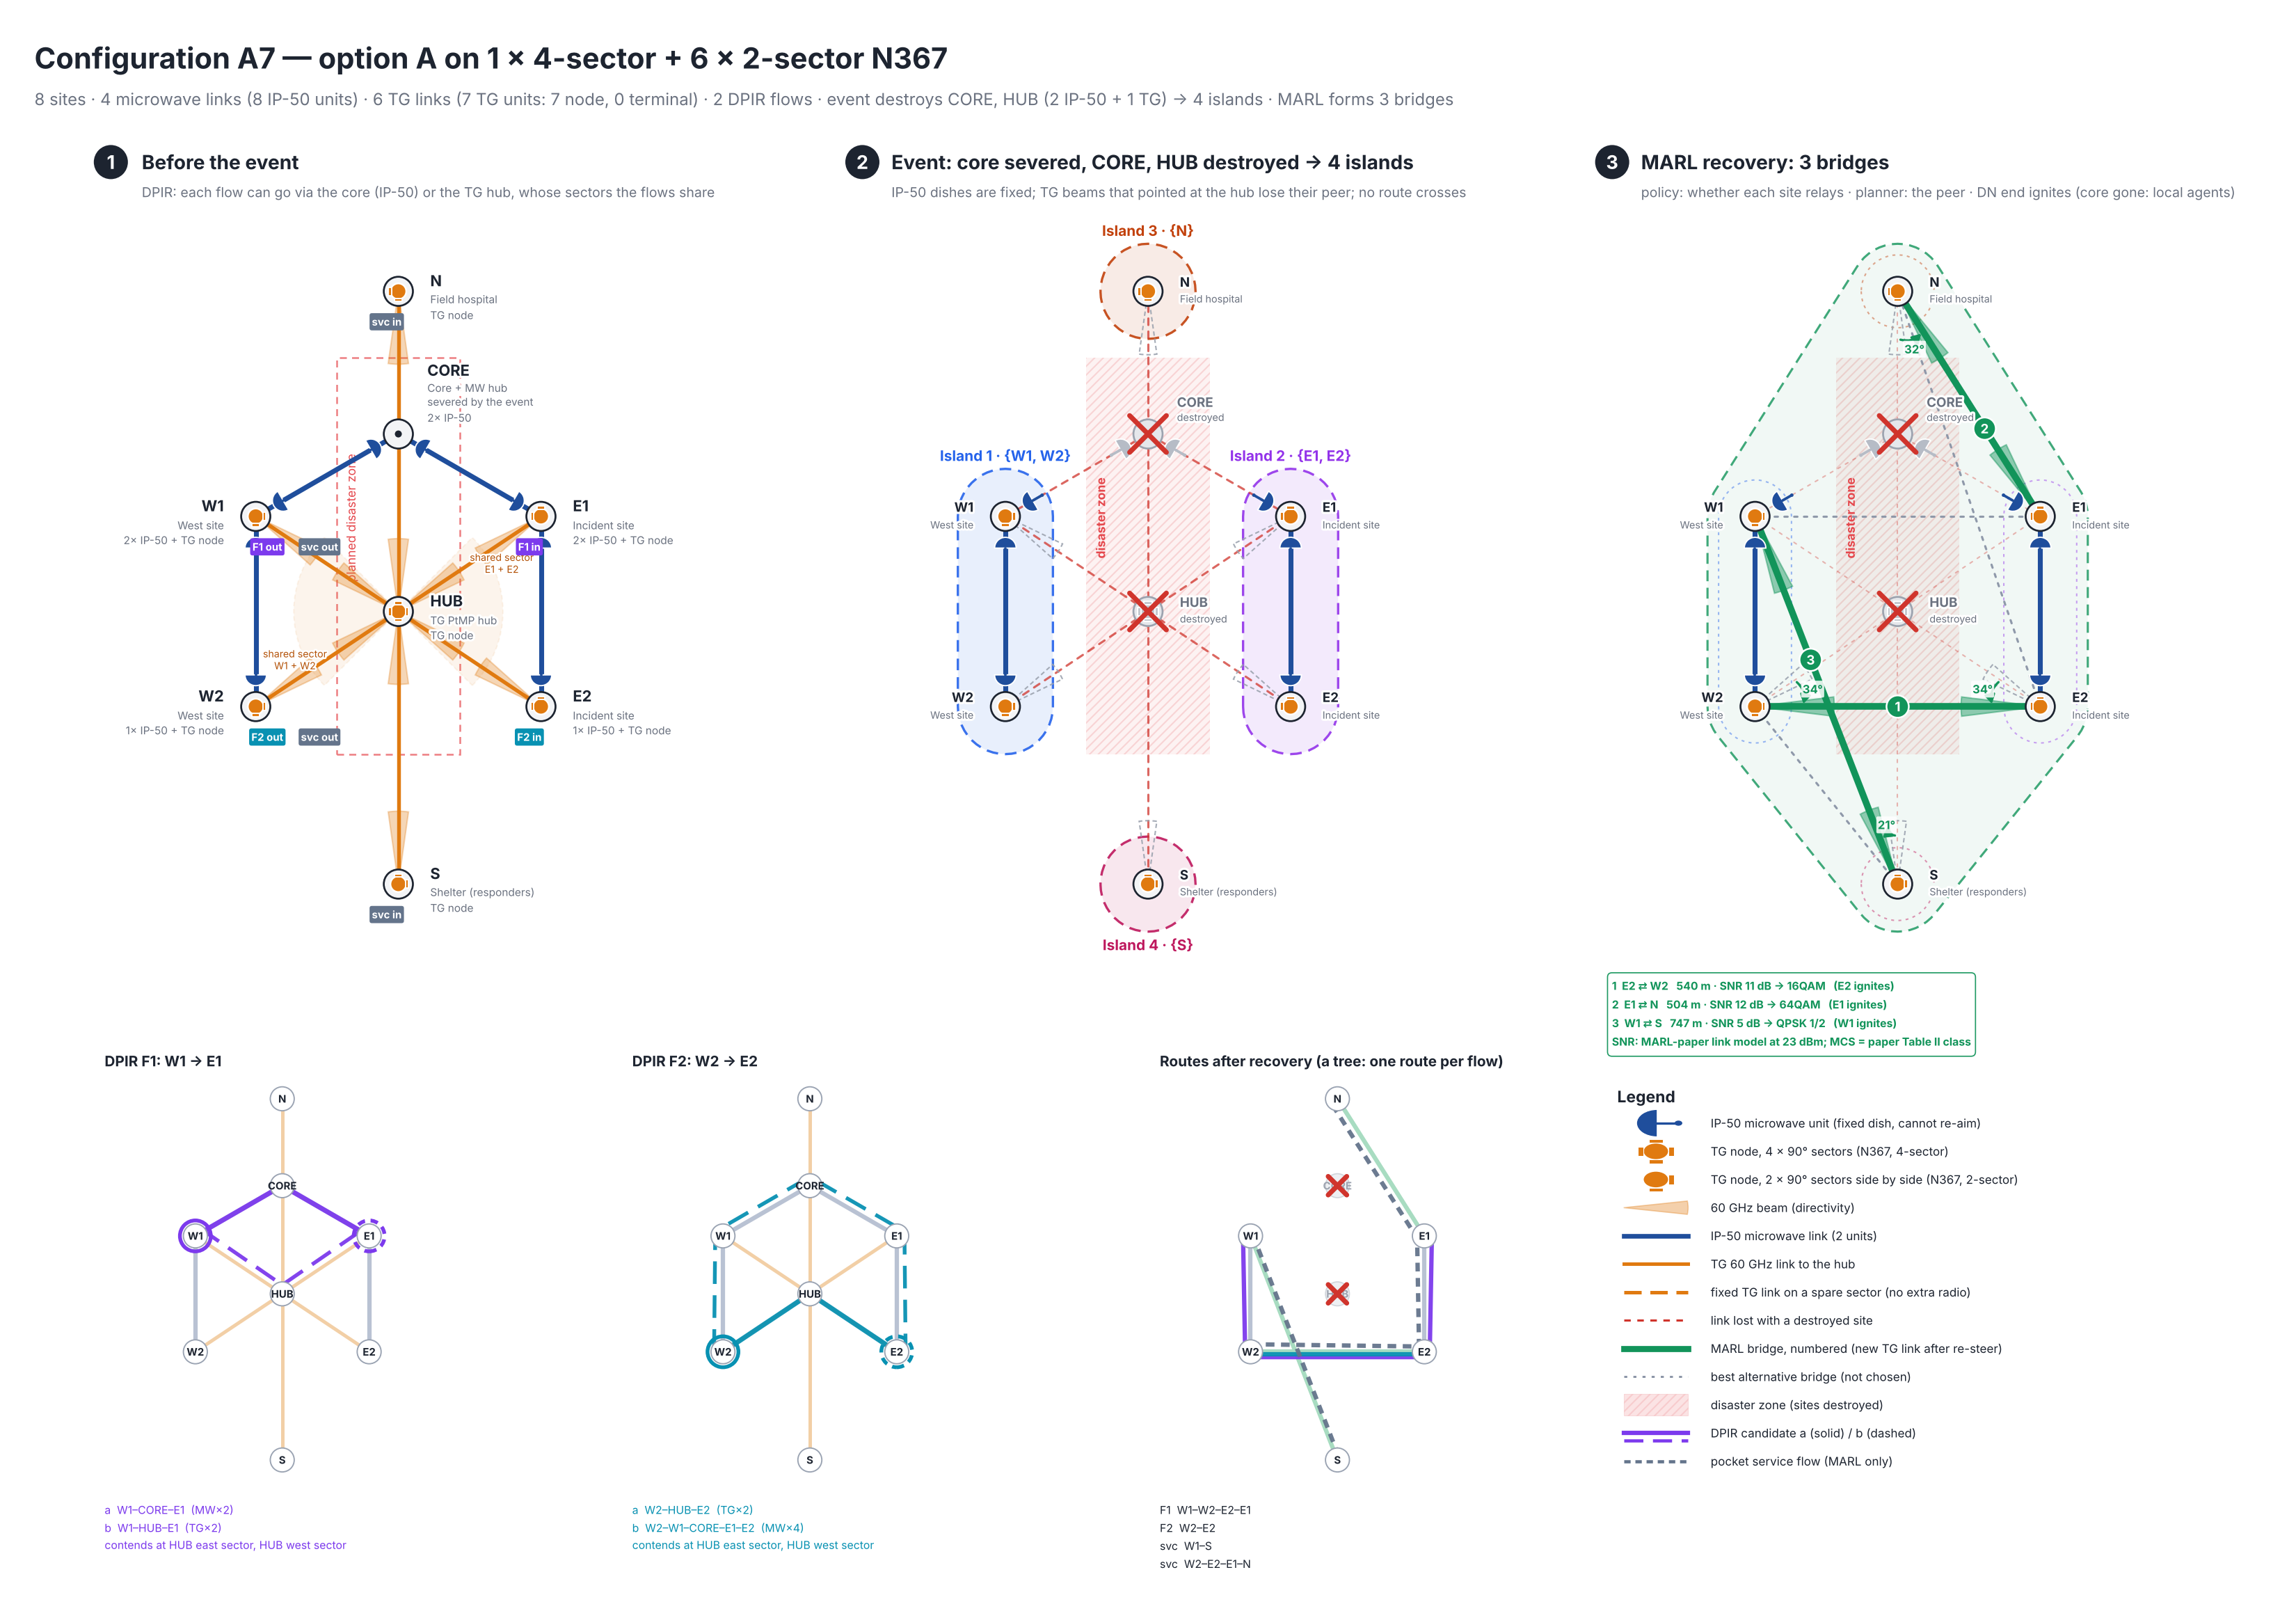 Configuration A7 — option A on 1 × 4-sector + 6 × 2-sector N367
8 sites · 4 microwave links (8 IP-50 units) · 6 TG links (7 TG units: 7 node, 0 terminal) · 2 DPIR flows · event destroys CORE, HUB (2 IP-50 + 1 TG) → 4 islands · MARL forms 3 bridges
1 Before the event
DPIR: each flow can go via the core (IP-50) or the TG hub, whose sectors the flows share
N
Field hospital
TG node
svc in
CORE
Core + MW hub
severed by the event
2× IP-50
planned disaster zone
W1
West site
2× IP-50 + TG node
F1 out
svc out
E1
Incident site
2× IP-50 + TG node
F1 in
shared sector
E1 + E2
HUB
TG PtMP hub
TG node
shared sector
W1 + W2
W2
West site
1× IP-50 + TG node
F2 out
svc out
E2
Incident site
1× IP-50 + TG node
F2 in
S
Shelter (responders)
TG node
svc in
2 Event: core severed, CORE, HUB destroyed → 4 islands
IP-50 dishes are fixed; TG beams that pointed at the hub lose their peer; no route crosses
Island 3 · {N}
N
Field hospital
CORE
destroyed
Island 1 · {W1, W2}
Island 2 · {E1, E2}
disaster zone
W1
West site
E1
Incident site
HUB
destroyed
W2
West site
E2
Incident site
S
Shelter (responders)
Island 4 · {S}
3 MARL recovery: 3 bridges
policy: whether each site relays · planner: the peer · DN end ignites (core gone: local agents)
N
Field hospital
32°
CORE
destroyed
2
disaster zone
W1
West site
E1
Incident site
HUB
destroyed
3
34°
34°
W2
West site
1
E2
Incident site
21°
S
Shelter (responders)
1 E2 ⇄ W2 540 m · SNR 11 dB → 16QAM (E2 ignites)
2 E1 ⇄ N 504 m · SNR 12 dB → 64QAM (E1 ignites)
3 W1 ⇄ S 747 m · SNR 5 dB → QPSK 1/2 (W1 ignites)
SNR: MARL-paper link model at 23 dBm; MCS = paper Table II class
DPIR F1: W1 → E1
N
CORE
W1
E1
HUB
W2
E2
S
a W1–CORE–E1 (MW×2)
b W1–HUB–E1 (TG×2)
contends at HUB east sector, HUB west sector
DPIR F2: W2 → E2
N
CORE
W1
E1
HUB
W2
E2
S
a W2–HUB–E2 (TG×2)
b W2–W1–CORE–E1–E2 (MW×4)
contends at HUB east sector, HUB west sector
Routes after recovery (a tree: one route per flow)
N
CORE
W1
E1
HUB
W2
E2
S
F1 W1–W2–E2–E1
F2 W2–E2
svc W1–S
svc W2–E2–E1–N
Legend
IP-50 microwave unit (fixed dish, cannot re-aim)
TG node, 4 × 90° sectors (N367, 4-sector)
TG node, 2 × 90° sectors side by side (N367, 2-sector)
60 GHz beam (directivity)
IP-50 microwave link (2 units)
TG 60 GHz link to the hub
fixed TG link on a spare sector (no extra radio)
link lost with a destroyed site
MARL bridge, numbered (new TG link after re-steer)
best alternative bridge (not chosen)
disaster zone (sites destroyed)
DPIR candidate a (solid) / b (dashed)
pocket service flow (MARL only)